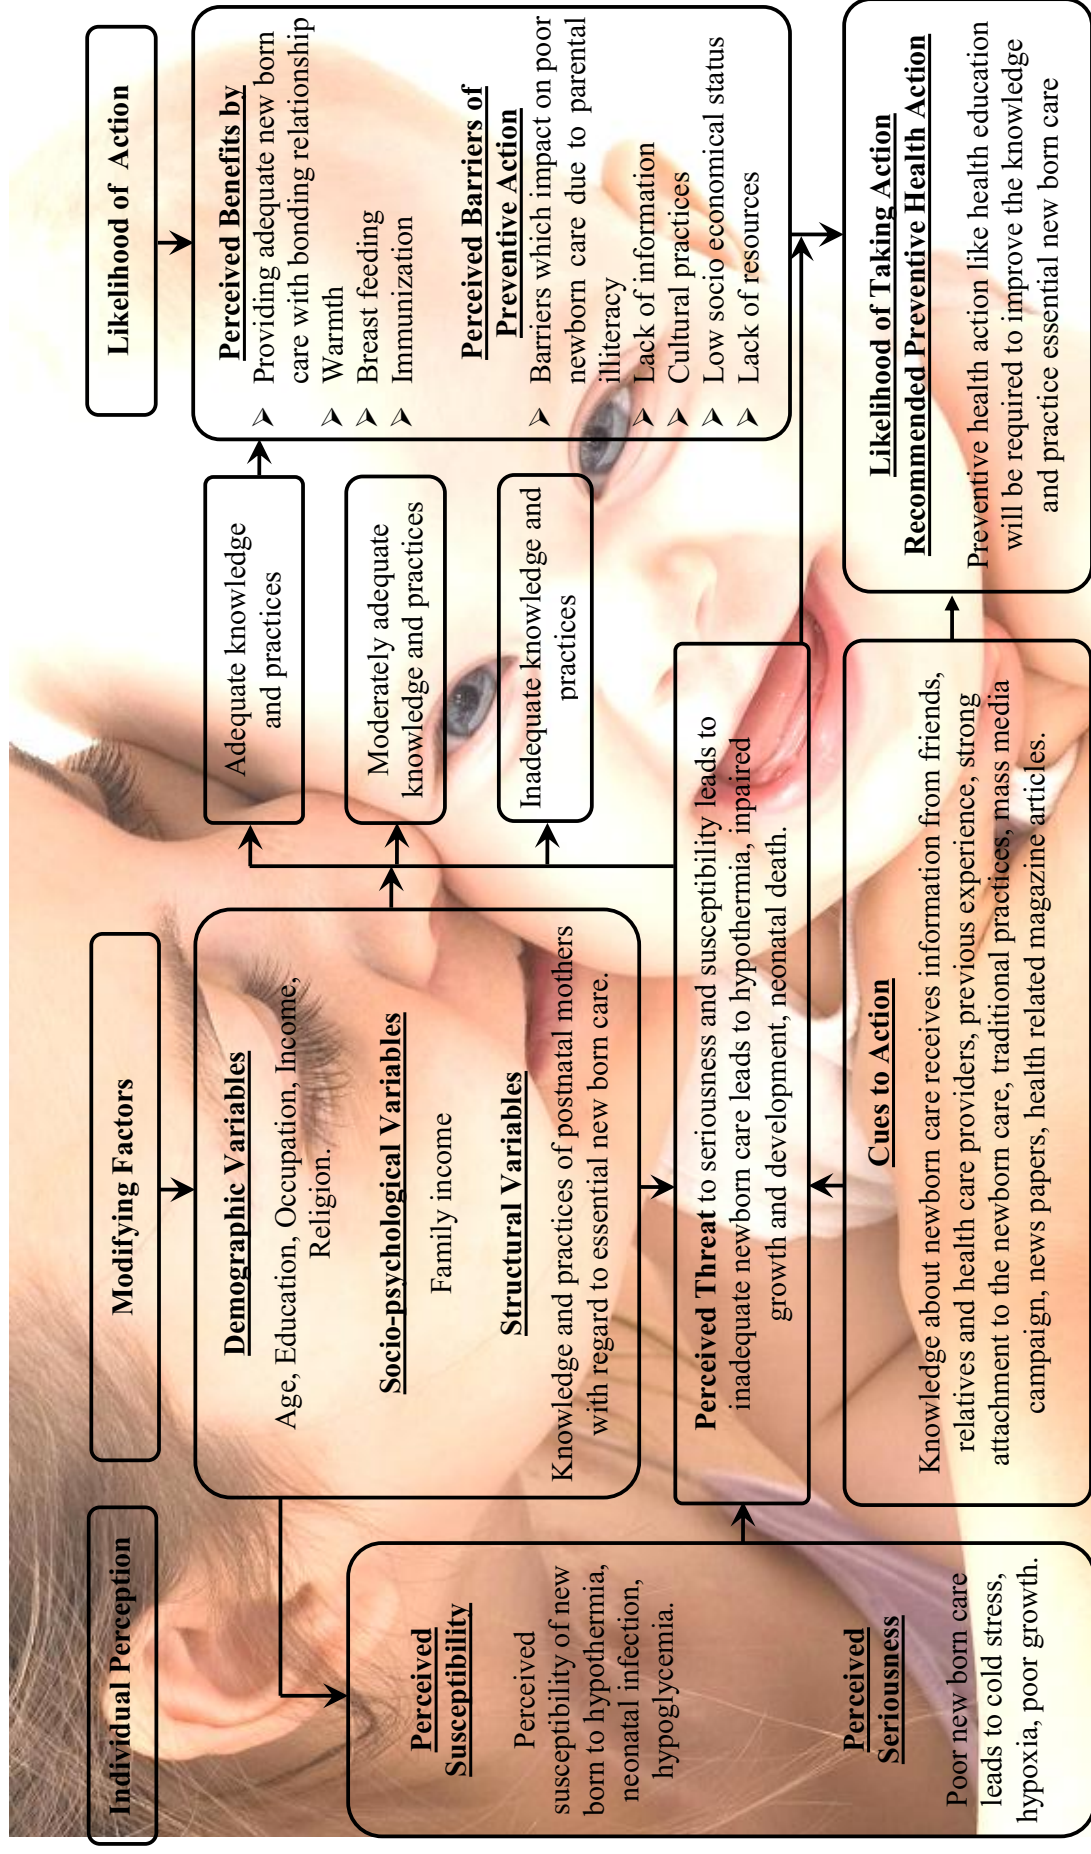 Individual Perception
Perceived
Susceptibility
Perceived
susceptibility of new
born to hypothermia,
neonatal infection,
hypoglycemia.
Perceived
Seriousness
Poor new born care
leads to cold stress,
hypoxia, poor growth.
Modifying Factors
Demographic Variables
Age, Education, Occupation, Income,
Religion.
Socio-psychological Variables
Family income
Structural Variables
Knowledge and practices of postnatal mothers
with regard to essential new born care.
Perceived Threat to seriousness and susceptibility leads to
inadequate newborn care leads to hypothermia, inpaired
growth and development, neonatal death.
Cues to Action
Knowledge about newborn care receives information from friends,
relatives and health care providers, previous experience, strong
attachment to the newborn care, traditional practices, mass media
campaign, news papers, health related magazine articles.
Adequate knowledge
and practices
Moderately adequate
knowledge and practices
Inadequate knowledge and
practices
Likelihood of Action
Perceived Benefits by
➢ Providing adequate new born
care with bonding relationship
➢ Warmth
➢ Breast feeding
➢ Immunization
Perceived Barriers of
Preventive Action
➢ Barriers which impact on poor
newborn care due to parental
illiteracy
➢ Lack of information
➢ Cultural practices
➢ Low socio economical status
➢ Lack of resources
Likelihood of Taking Action
Recommended Preventive Health Action
Preventive health action like health education
will be required to improve the knowledge
and practice essential new born care